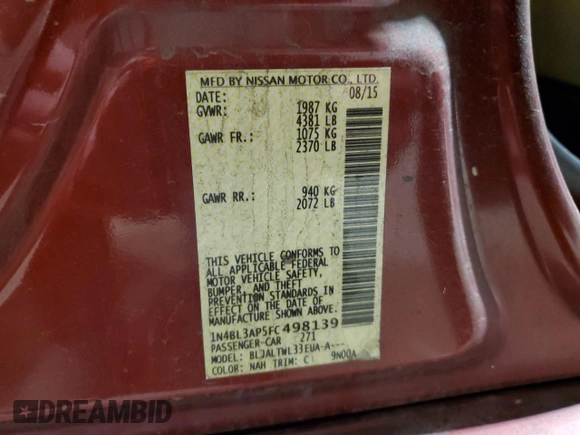 MFD BY NISSAN MOTOR CO., LTD.
DATE: 08/15
GVWR: 1987 KG
4381 LB
GAWR FR.: 1075 KG
2370 LB
GAWR RR.: 940 KG
2072 LB
THIS VEHICLE CONFORMS TO
ALL APPLICABLE FEDERAL
MOTOR VEHICLE SAFETY,
BUMPER, AND THEFT
PREVENTION STANDARDS IN
EFFECT ON THE DATE OF
MANUFACTURE SHOWN ABOVE.
1N4BL3AP5FC498139
PASSENGER-CAR 271
MODEL: BLJALTWL33EUA-A---
COLOR: NAH TRIM: C 9N00A
DREAMBID